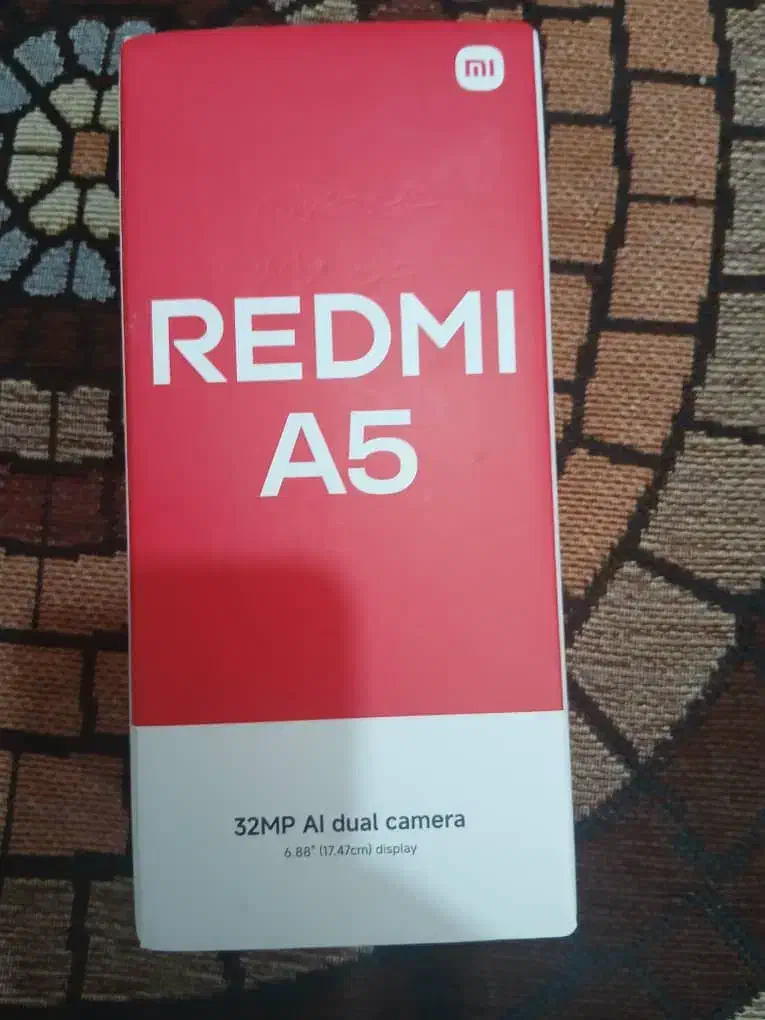 mi
REDMI
A5
32MP AI dual camera
6.88" (17.47cm) display